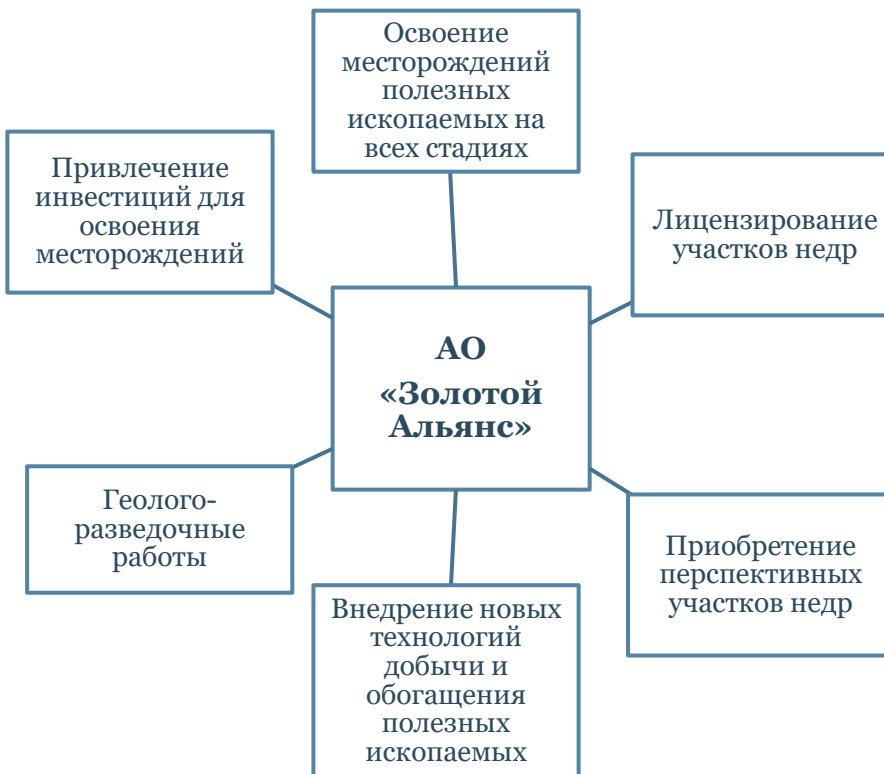 Освоение
месторождений
полезных
ископаемых на
всех стадиях
Привлечение
инвестиций для
освоения
месторождений
Лицензирование
участков недр
АО
«Золотой
Альянс»
Геолого-
разведочные
работы
Приобретение
перспективных
участков недр
Внедрение новых
технологий
добычи и
обогащения
полезных
ископаемых